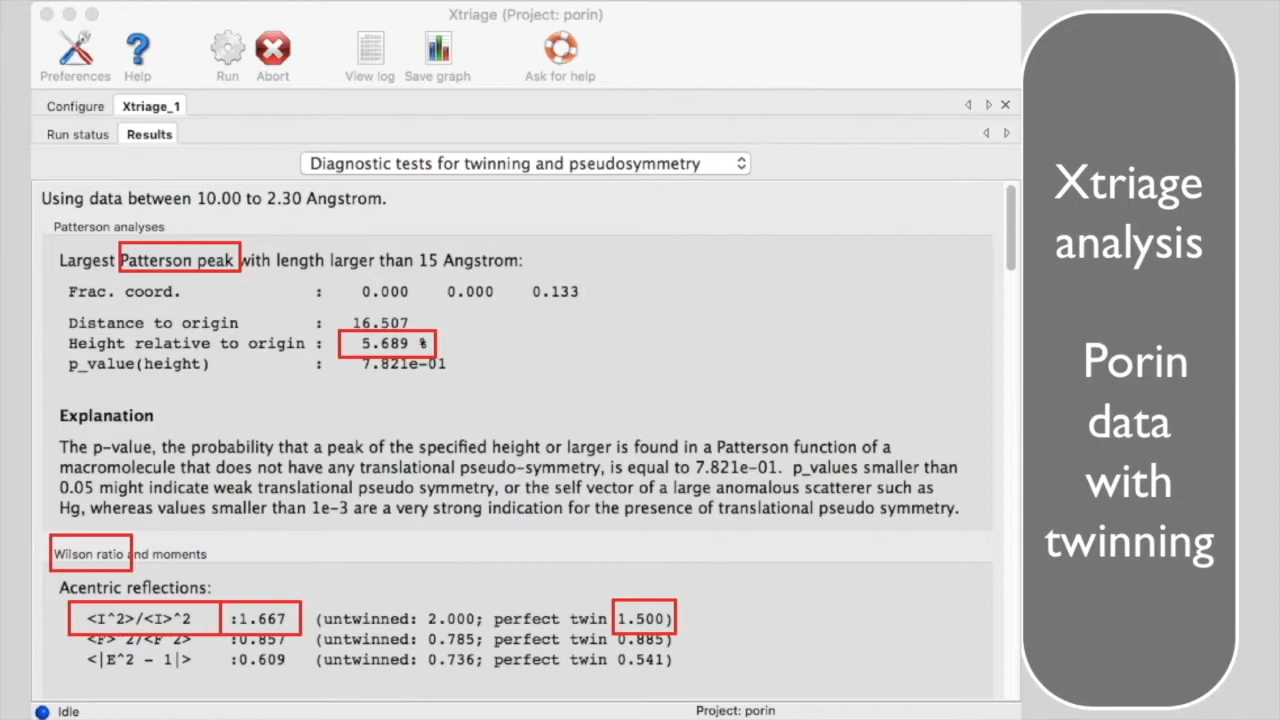 Xtriage (Project: porin)
Preferences Help Run Abort View log Save graph Ask for help
Configure Xtriage_1
Run status Results
Diagnostic tests for twinning and pseudosymmetry
Using data between 10.00 to 2.30 Angstrom.
Patterson analyses
Largest Patterson peak with length larger than 15 Angstrom:
Frac. coord. : 0.000 0.000 0.133
Distance to origin : 16.507
Height relative to origin : 5.689 %
p_value(height) : 7.821e-01
Explanation
The p-value, the probability that a peak of the specified height or larger is found in a Patterson function of a
macromolecule that does not have any translational pseudo-symmetry, is equal to 7.821e-01. p_values smaller than
0.05 might indicate weak translational pseudo symmetry, or the self vector of a large anomalous scatterer such as
Hg, whereas values smaller than 1e-3 are a very strong indication for the presence of translational pseudo symmetry.
Wilson ratio and moments
Acentric reflections:
<I^2>/<I>^2 :1.667 (untwinned: 2.000; perfect twin 1.500)
<F>^2/<F^2> :0.857 (untwinned: 0.785; perfect twin 0.885)
<|E^2 - 1|> :0.609 (untwinned: 0.736; perfect twin 0.541)
Idle
Project: porin
Xtriage
analysis
Porin
data
with
twinning